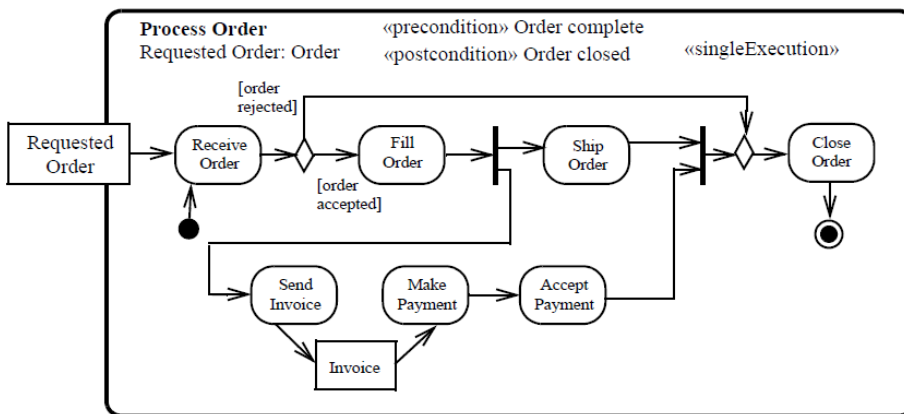 Process Order
«precondition» Order complete
Requested Order: Order
«postcondition» Order closed
«singleExecution»
[order
rejected]
Requested
Order
Receive
Order
Fill
Order
Ship
Order
Close
Order
[order
accepted]
Send
Invoice
Make
Payment
Accept
Payment
Invoice